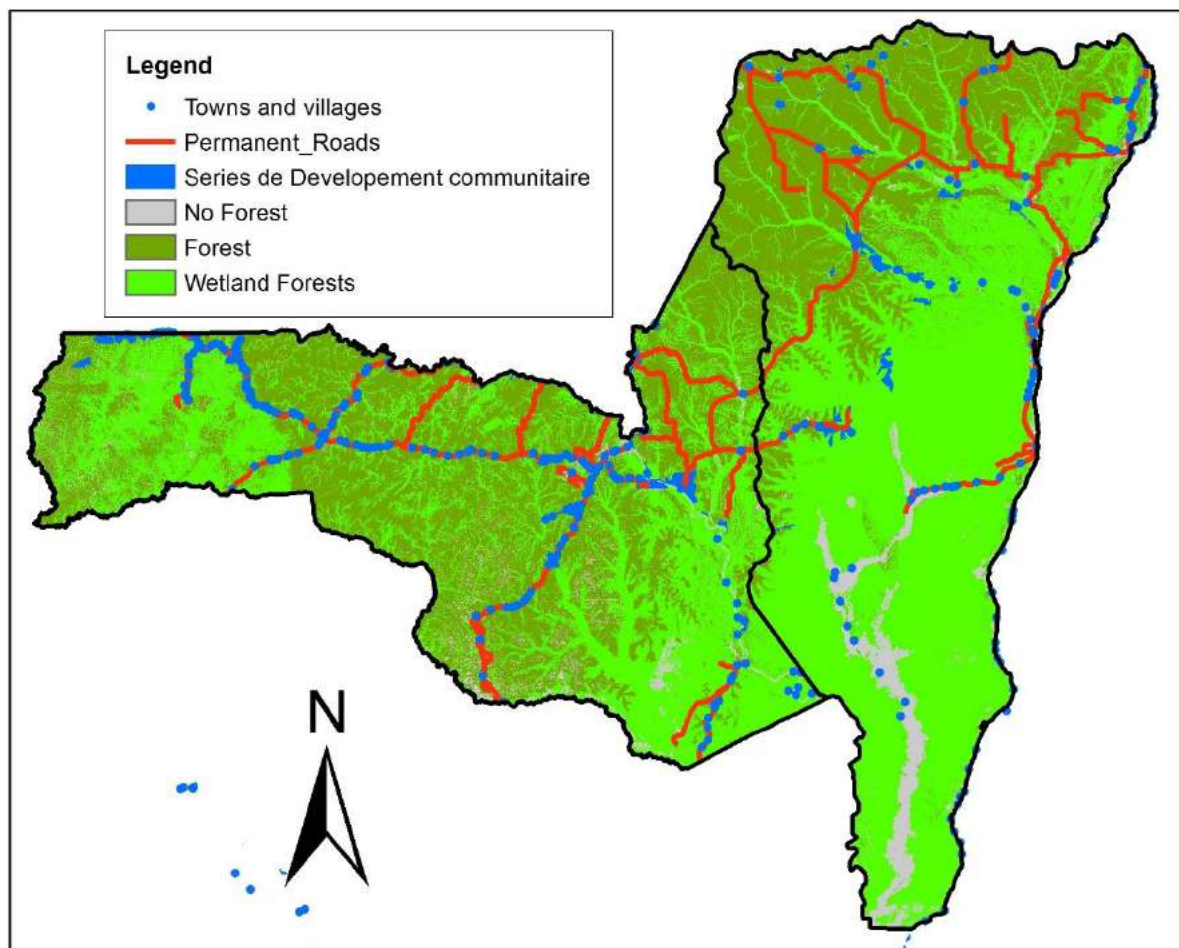 Legend
Towns and villages
Permanent_Roads
Series de Developement communitaire
No Forest
Forest
Wetland Forests
N